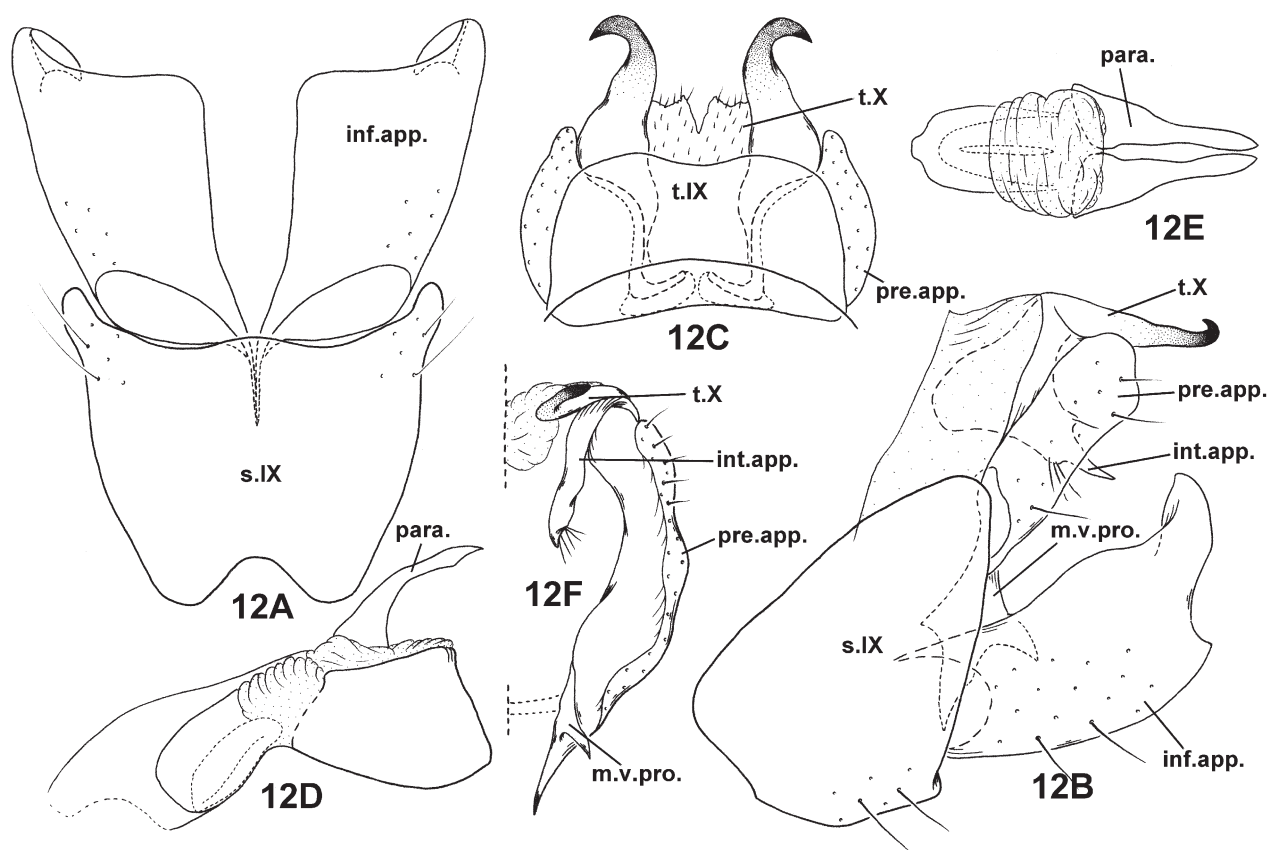 inf.app.
s.IX
12A
t.X
t.IX
pre.app.
12C
para.
12E
t.X
pre.app.
int.app.
m.v.pro.
s.IX
inf.app.
12B
t.X
int.app.
pre.app.
12F
m.v.pro.
para.
12D